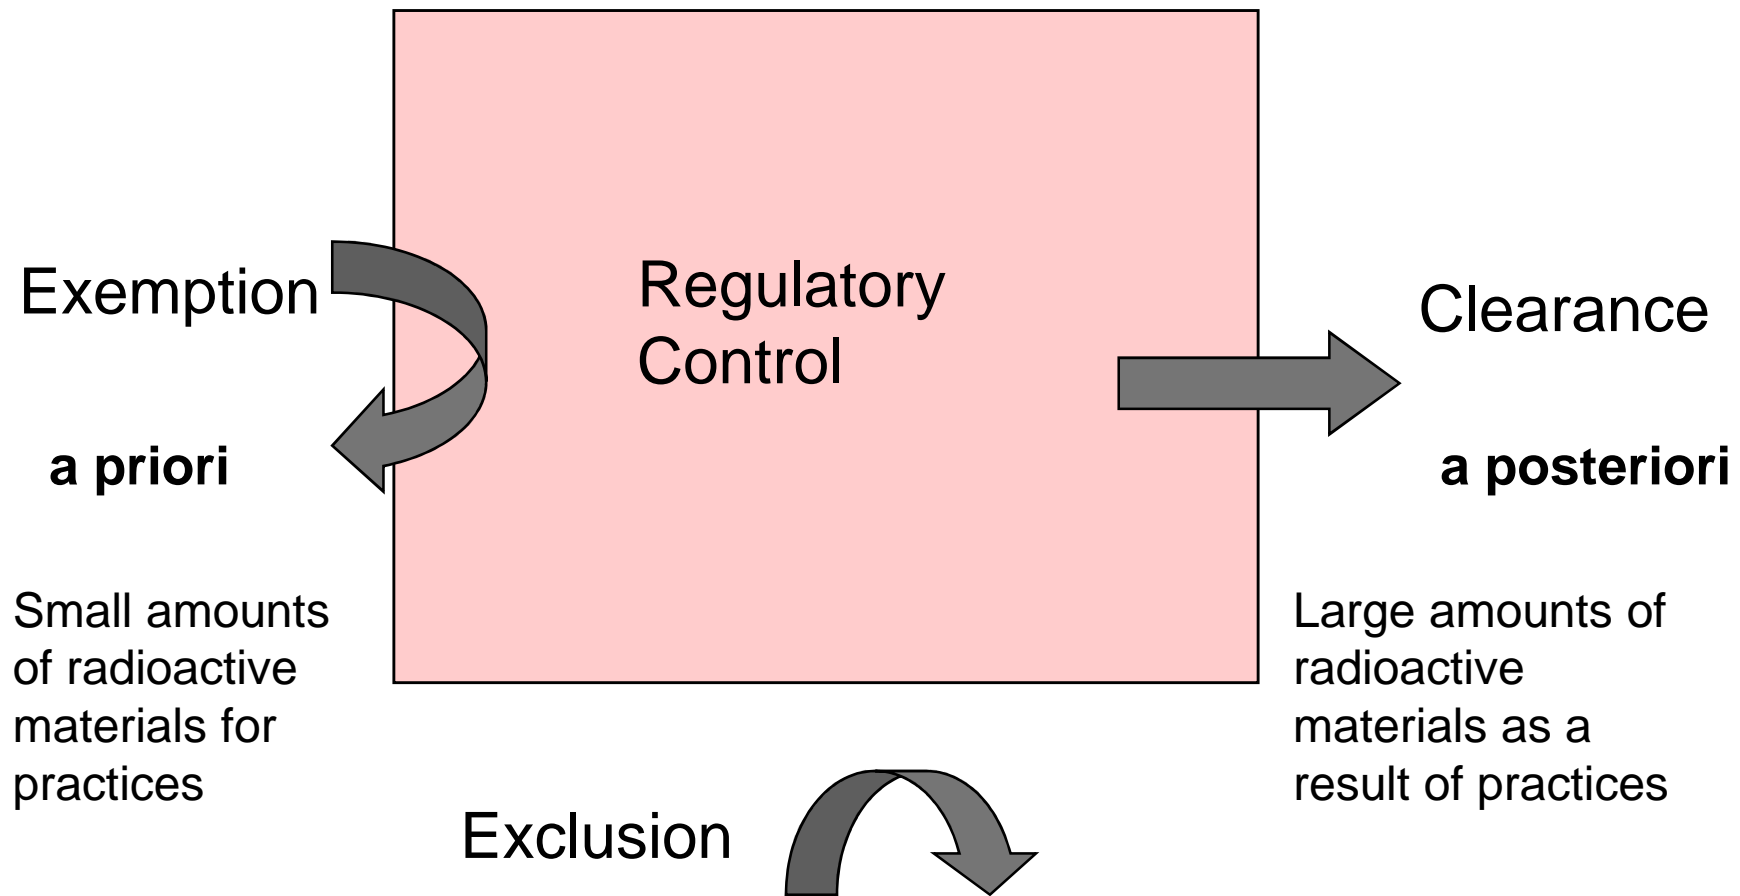 Exemption
a priori
Small amounts
of radioactive
materials for
practices
Regulatory
Control
Clearance
a posteriori
Large amounts of
radioactive
materials as a
result of practices
Exclusion